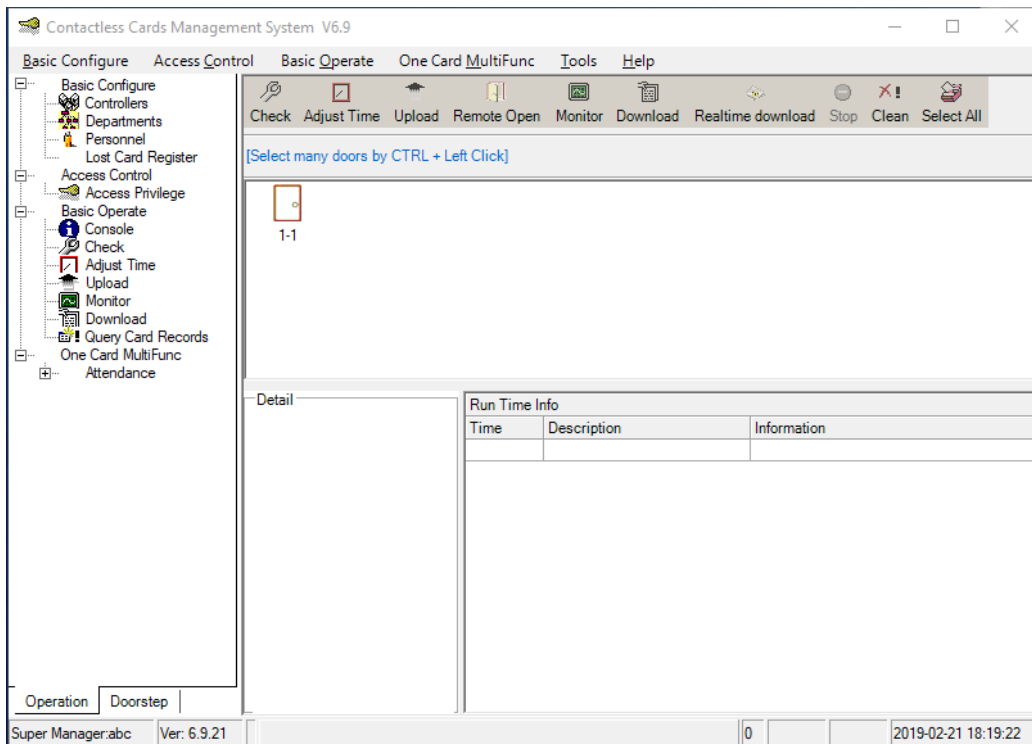 Contactless Cards Management System V6.9
Basic Configure Access Control Basic Operate One Card MultiFunc Tools Help
Basic Configure
Controllers
Departments
Personnel
Lost Card Register
Access Control
Access Privilege
Basic Operate
Console
Check
Adjust Time
Upload
Monitor
Download
Query Card Records
One Card MultiFunc
Attendance
Operation Doorstep
Check Adjust Time Upload Remote Open Monitor Download Realtime download Stop Clean Select All
[Select many doors by CTRL + Left Click]
1-1
Detail
Run Time Info
Time Description Information
Super Manager:abc Ver: 6.9.21 0 2019-02-21 18:19:22